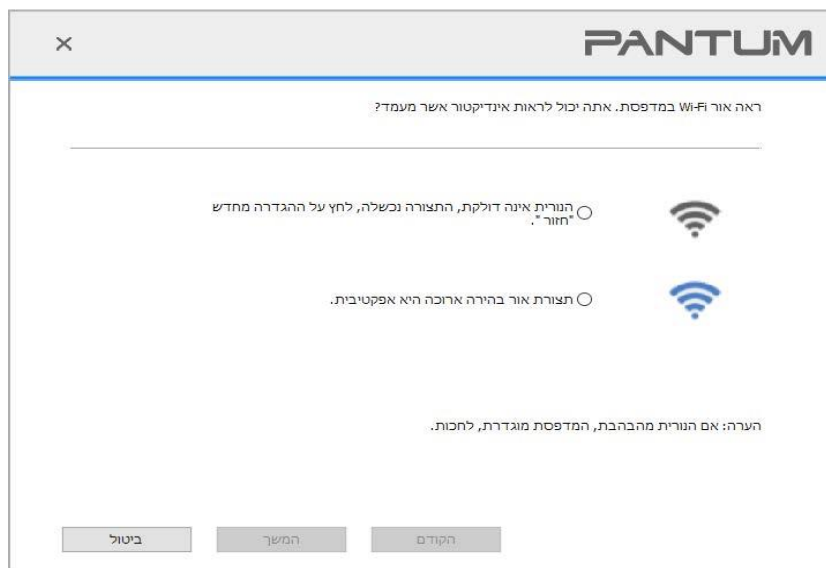 PANTUM
ראה אור Wi-Fi במדפסת. אתה יכול לראות אינדיקטור אשר מעמד?
הנורית אינה דולקת, התצורה נכשלה, לחץ על ההגדרה מחדש
"חזור".
תצורת אור בהירה ארוכה היא אפקטיבית.
הערה: אם הנורית מהבהבת, המדפסת מוגדרת, לחכות.
הקודם
המשך
ביטול